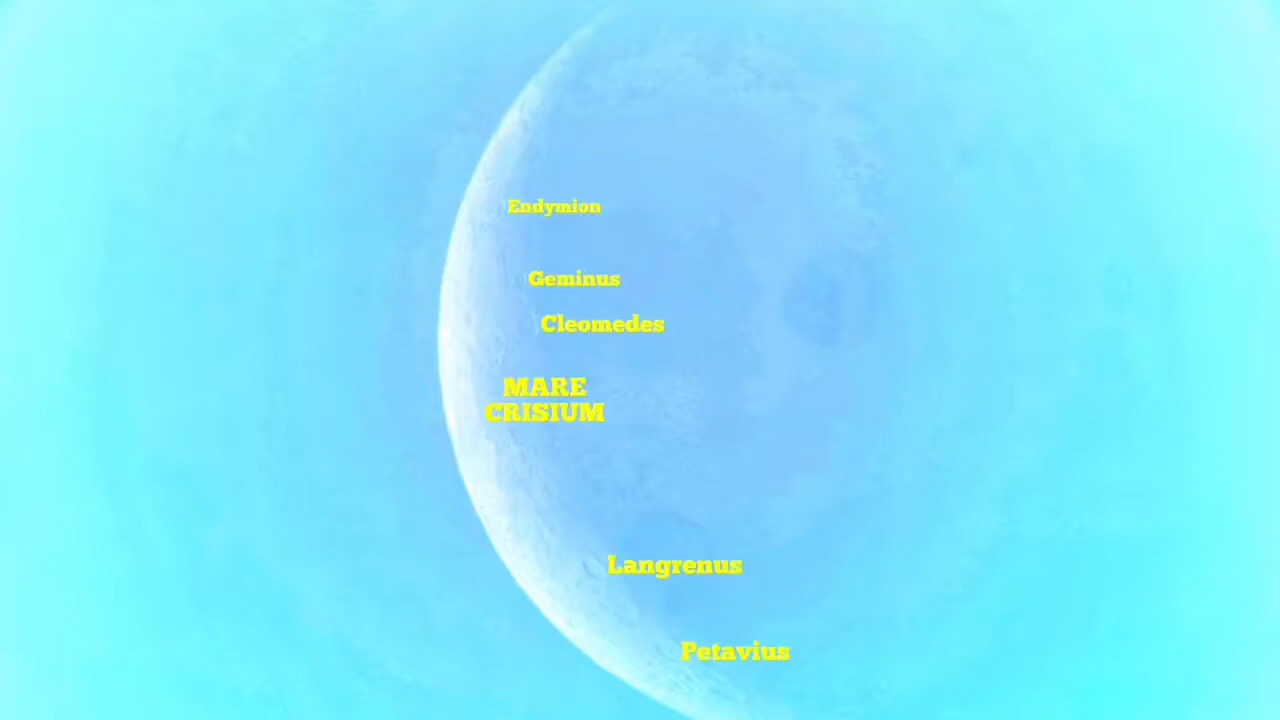 Endymion
Geminus
Cleomedes
MARE
CRISIUM
Langrenus
Petavius